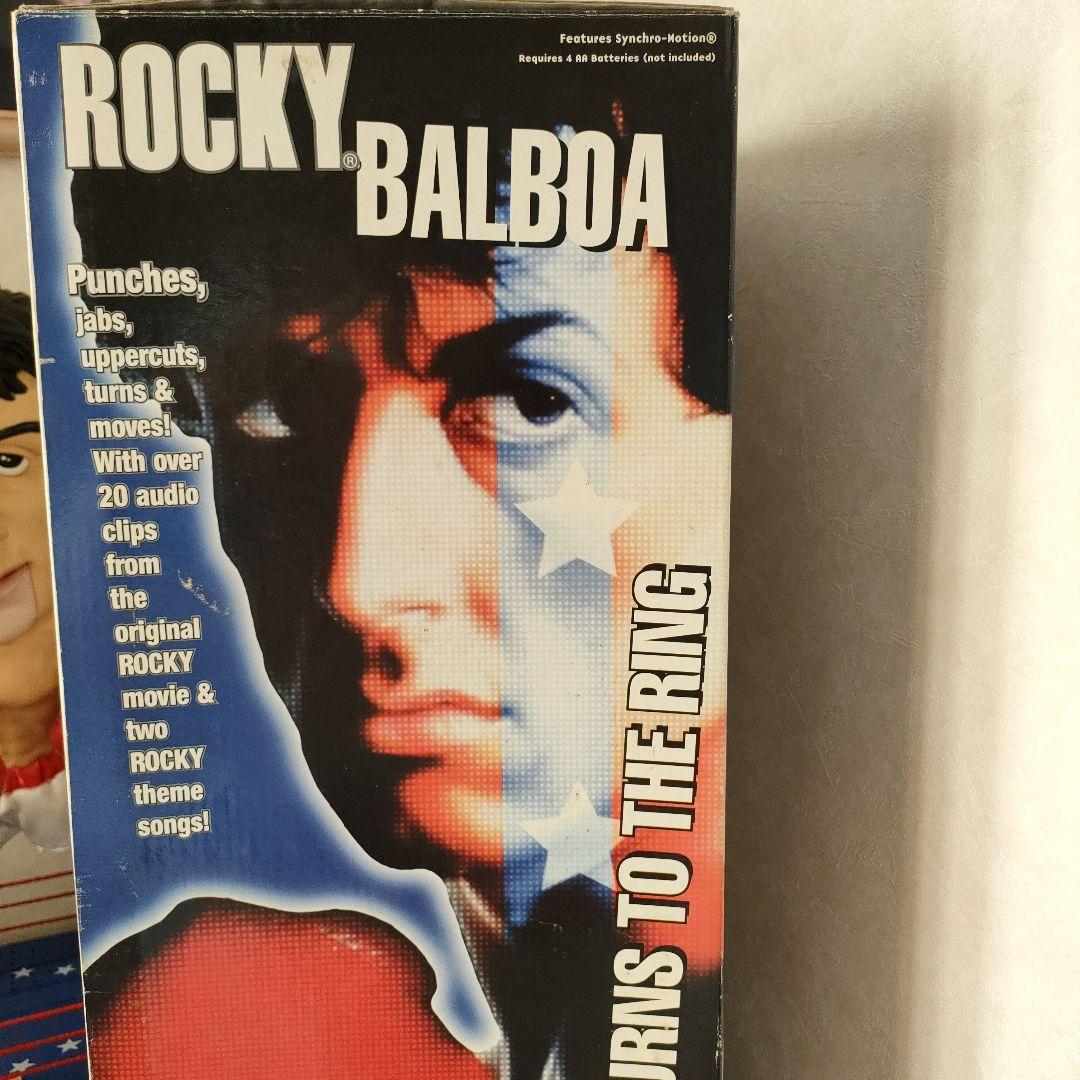 Features Synchro-Motion®
Requires 4 AA Batteries (not included)
ROCKY®
BALBOA
Punches,
jabs,
uppercuts,
turns &
moves!
With over
20 audio
clips
from
the
original
ROCKY
movie &
two
ROCKY
theme
songs!
URNS TO THE RING